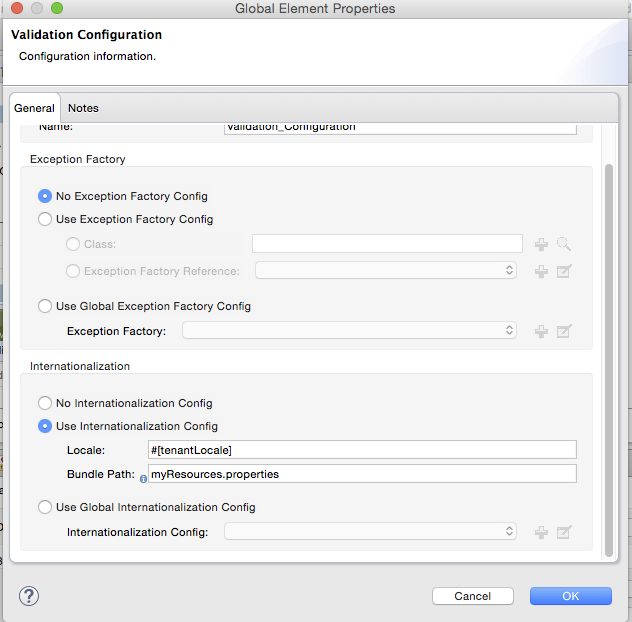 Global Element Properties
Validation Configuration
Configuration information.
General Notes
Name: Validation_Configuration
Exception Factory
No Exception Factory Config
Use Exception Factory Config
Class:
Exception Factory Reference:
Use Global Exception Factory Config
Exception Factory:
Internationalization
No Internationalization Config
Use Internationalization Config
Locale: #[tenantLocale]
Bundle Path: myResources.properties
Use Global Internationalization Config
Internationalization Config:
? Cancel OK